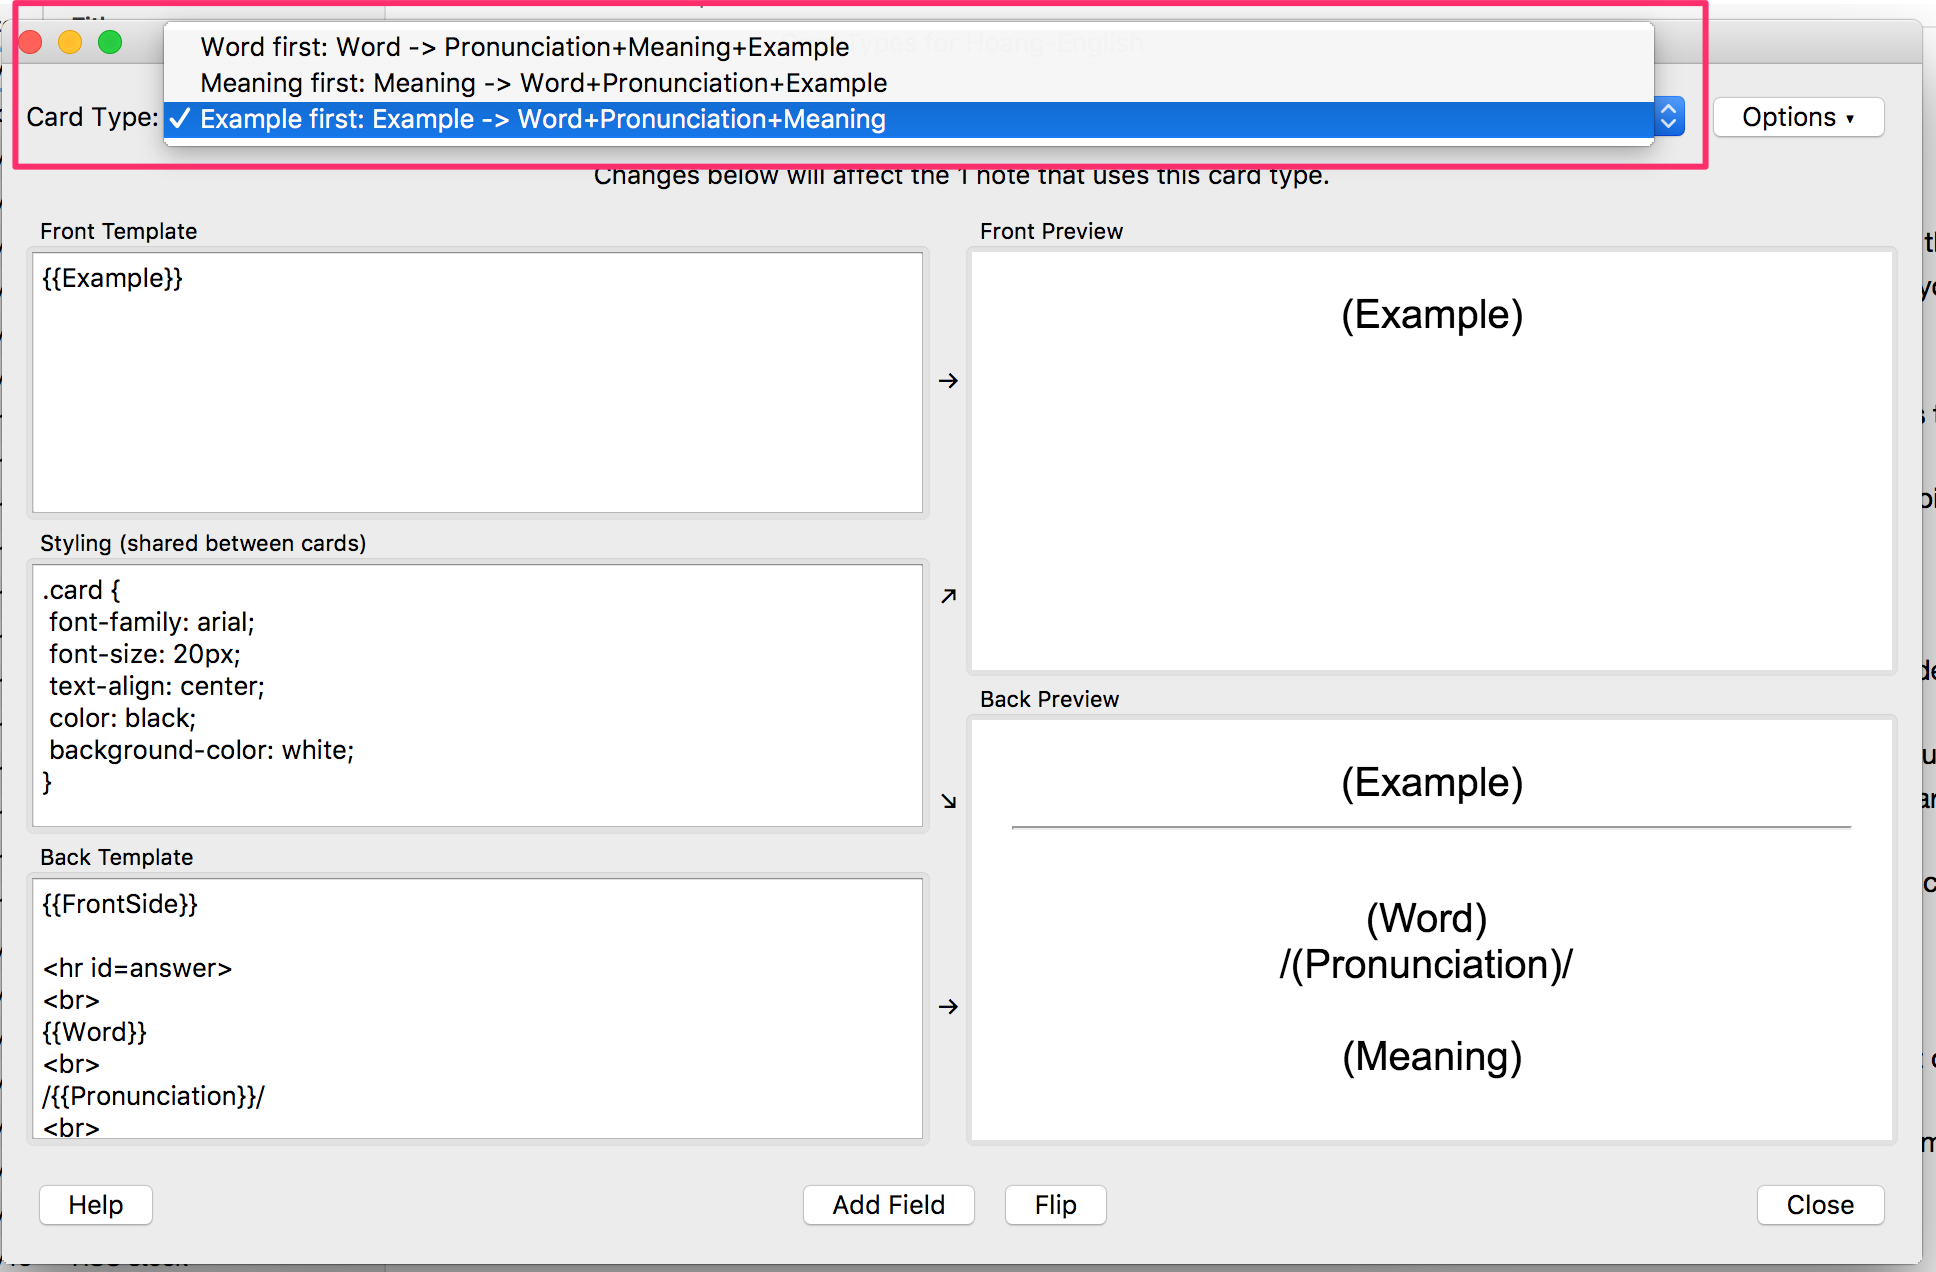 Word first: Word -> Pronunciation+Meaning+Example
Meaning first: Meaning -> Word+Pronunciation+Example
Card Type:
✓ Example first: Example -> Word+Pronunciation+Meaning
Options ▾
Changes below will affect the 1 note that uses this card type.
Front Template
{{Example}}
Front Preview
(Example)
→
Styling (shared between cards)
.card {
font-family: arial;
font-size: 20px;
text-align: center;
color: black;
background-color: white;
}
↗
↘
Back Preview
(Example)
(Word)
/(Pronunciation)/
(Meaning)
Back Template
{{FrontSide}}
<hr id=answer>
<br>
{{Word}}
<br>
/{{Pronunciation}}/
<br>
→
Help
Add Field
Flip
Close